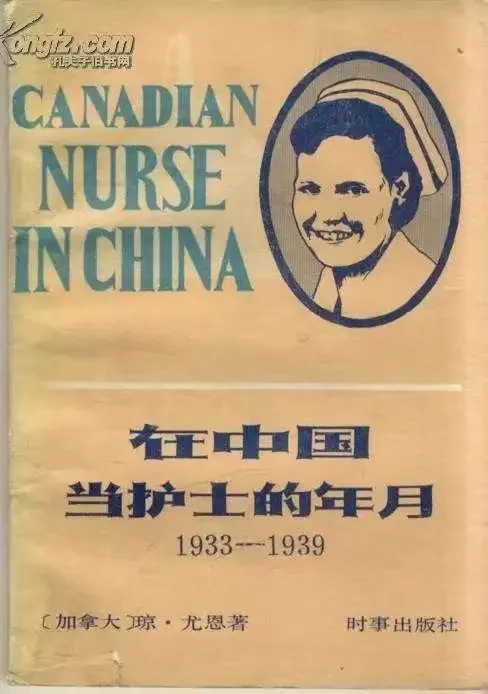 Kongfz.com
孔夫子旧书网
CANADIAN
NURSE
IN CHINA
在中国
当护士的年月
1933—1939
〔加拿大〕琼·尤恩著
时事出版社